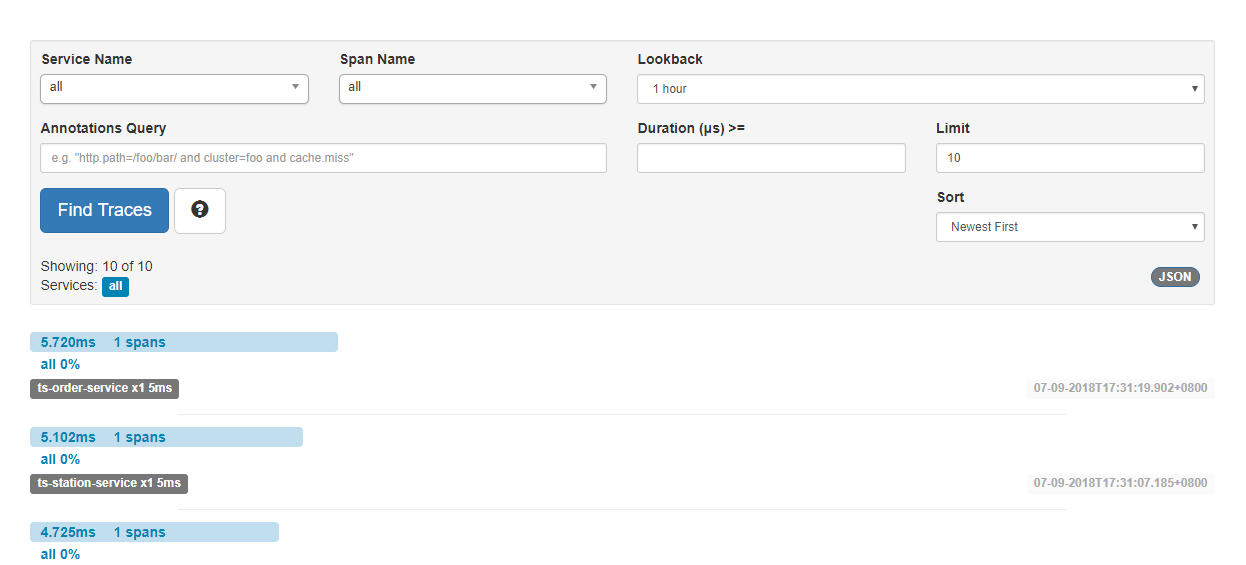 Service Name Span Name Lookback
all all 1 hour
Annotations Query Duration (μs) >= Limit
e.g. "http.path=/foo/bar/ and cluster=foo and cache.miss" 10
Find Traces ? Sort
Newest First
Showing: 10 of 10
Services: all JSON
5.720ms 1 spans
all 0%
ts-order-service x1 5ms 07-09-2018T17:31:19.902+0800
5.102ms 1 spans
all 0%
ts-station-service x1 5ms 07-09-2018T17:31:07.185+0800
4.725ms 1 spans
all 0%